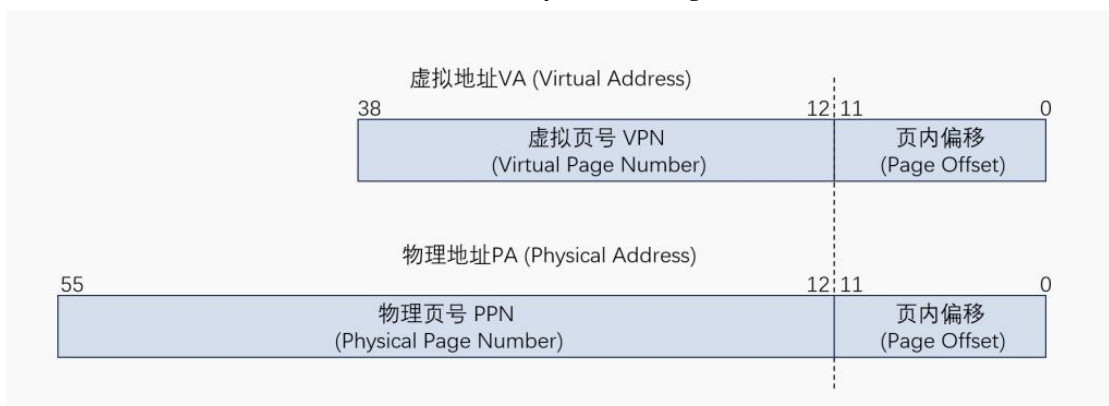 虚拟地址VA (Virtual Address)
38 12 11 0
虚拟页号 VPN 页内偏移
(Virtual Page Number) (Page Offset)
物理地址PA (Physical Address)
55 12 11 0
物理页号 PPN 页内偏移
(Physical Page Number) (Page Offset)